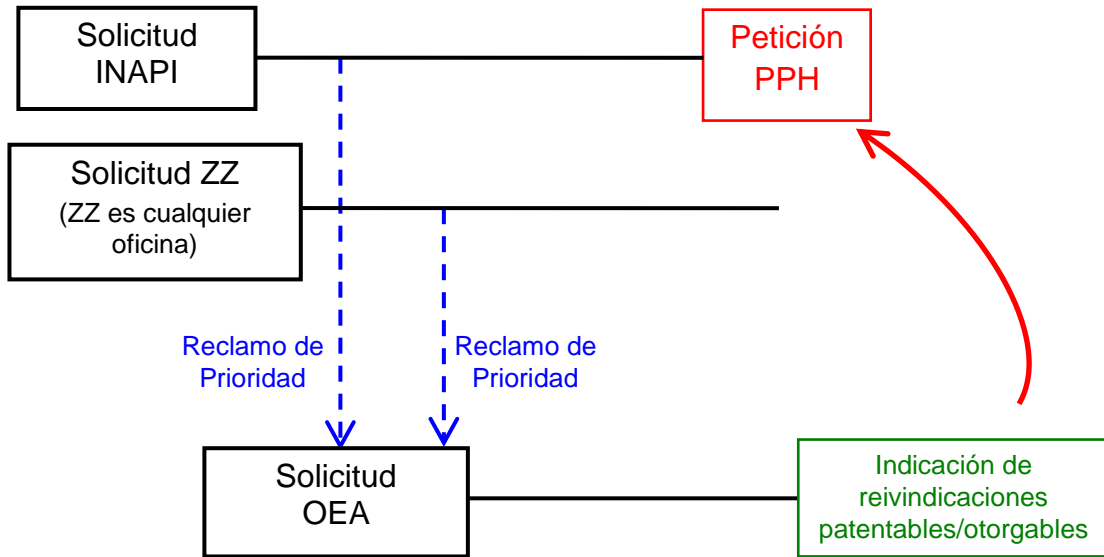 Solicitud
INAPI
Petición
PPH
Solicitud ZZ
(ZZ es cualquier
oficina)
Reclamo de
Prioridad
Reclamo de
Prioridad
Solicitud
OEA
Indicación de
reivindicaciones
patentables/otorgables